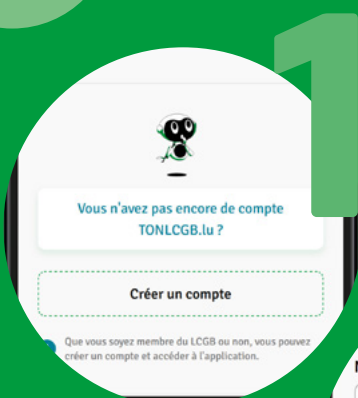 1
Vous n'avez pas encore de compte
TONLCGB.lu ?
Créer un compte
Que vous soyez membre du LCGB ou non, vous pouvez
créer un compte et accéder à l'application.